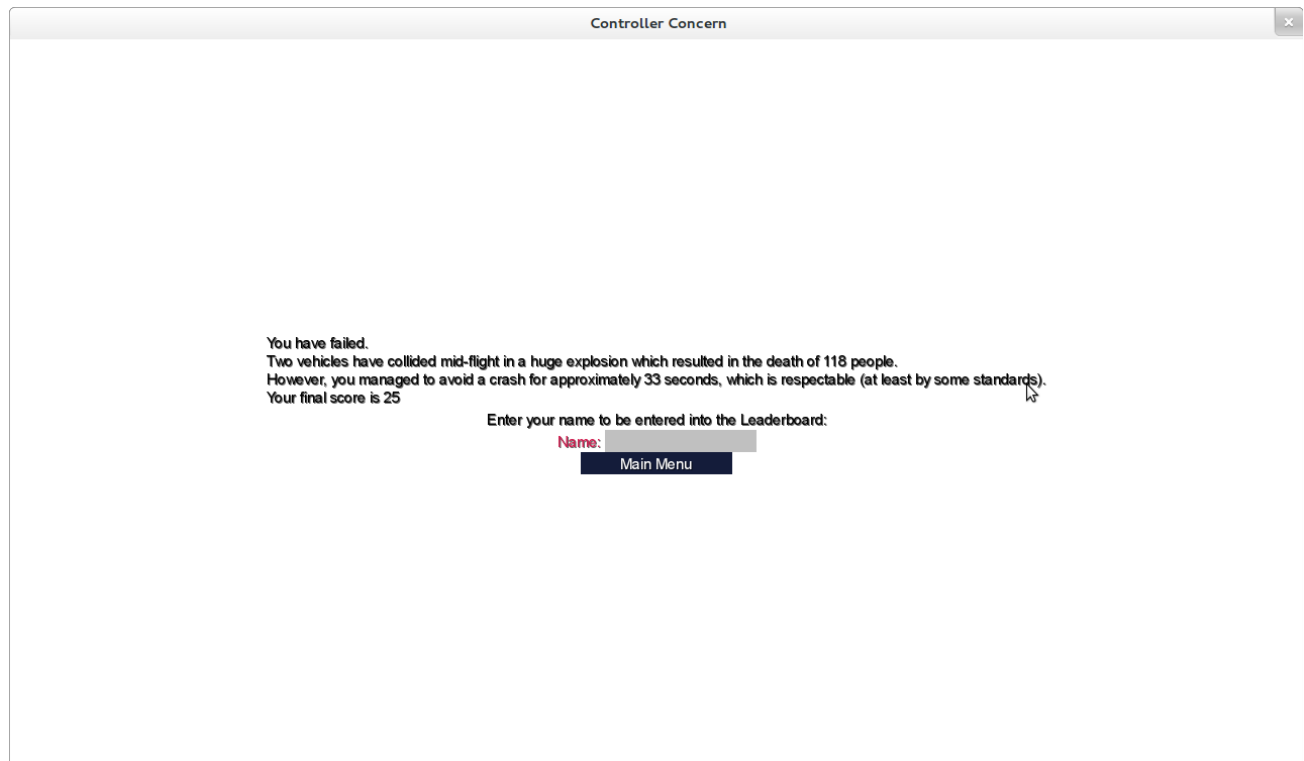 Controller Concern
You have failed.
Two vehicles have collided mid-flight in a huge explosion which resulted in the death of 118 people.
However, you managed to avoid a crash for approximately 33 seconds, which is respectable (at least by some standards).
Your final score is 25
Enter your name to be entered into the Leaderboard:
Name:
Main Menu